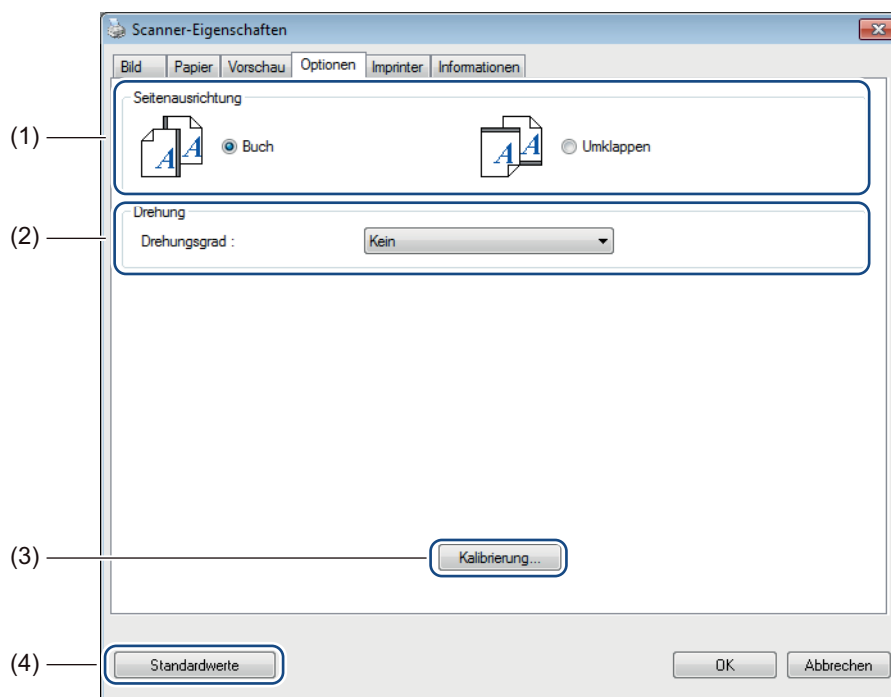 Scanner-Eigenschaften
Bild Papier Vorschau Optionen Imprinter Informationen
Seitenausrichtung
(1)
A A Buch
A A Umklappen
Drehung
(2)
Drehungsgrad : Kein
(3)
Kalibrierung...
(4)
Standardwerte OK Abbrechen